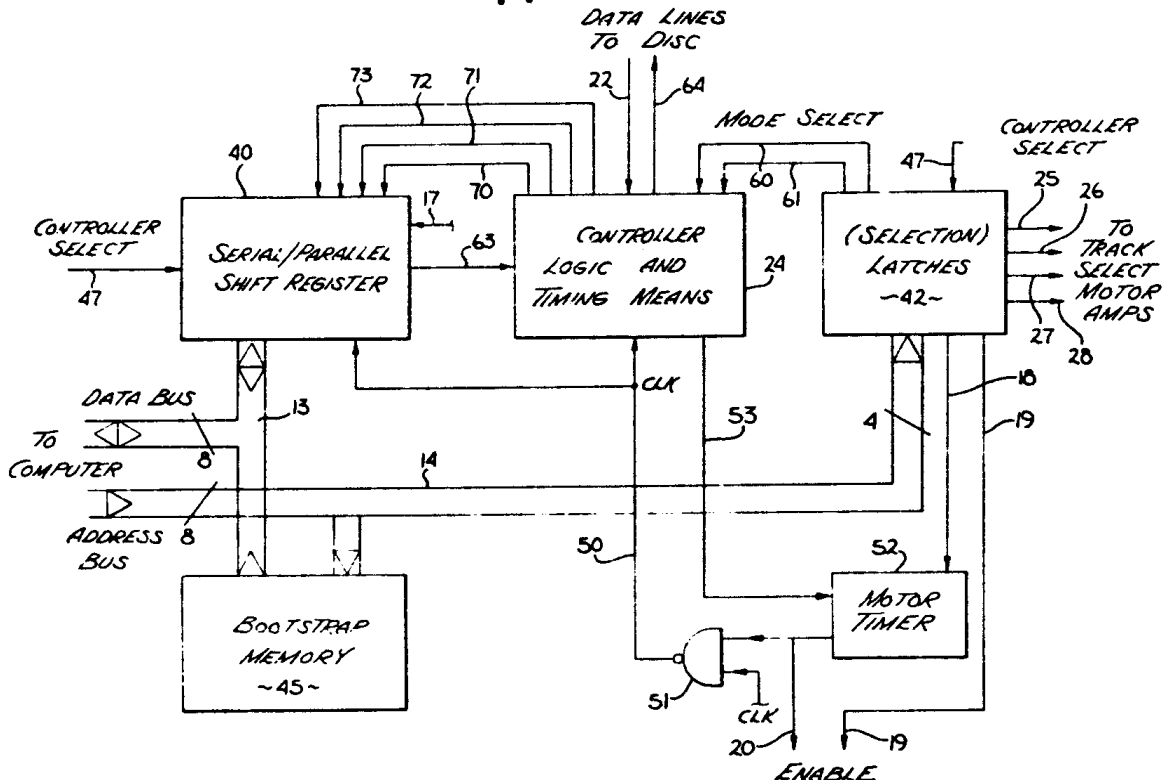 DATA LINES
TO DISC
73
72
71
22
64
MODE SELECT
CONTROLLER
SELECT
47
25
26
40
70
60
61
17
CONTROLLER
SELECT
47
SERIAL/PARALLEL
SHIFT REGISTER
63
CONTROLLER
LOGIC AND
TIMING MEANS
24
(SELECTION)
LATCHES
~42~
TO
TRACK
SELECT
MOTOR
AMPS
27
28
CLK
DATA BUS
8
13
53
4
18
19
TO
COMPUTER
14
8
ADDRESS
BUS
50
52
MOTOR
TIMER
BOOTSTRAP
MEMORY
~45~
51
CLK
20
19
ENABLE